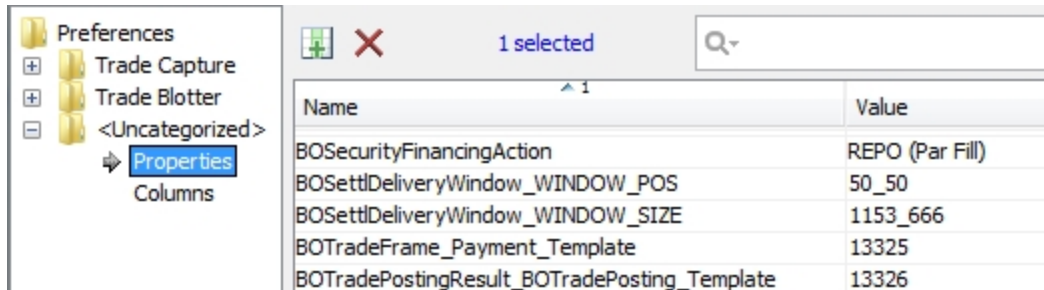 Preferences
Trade Capture
Trade Blotter
<Uncategorized>
Properties
Columns
1 selected
1
Name Value
BOSecurityFinancingAction REPO (Par Fill)
BOSettlDeliveryWindow_WINDOW_POS 50_50
BOSettlDeliveryWindow_WINDOW_SIZE 1153_666
BOTradeFrame_Payment_Template 13325
BOTradePostingResult_BOTradePosting_Template 13326